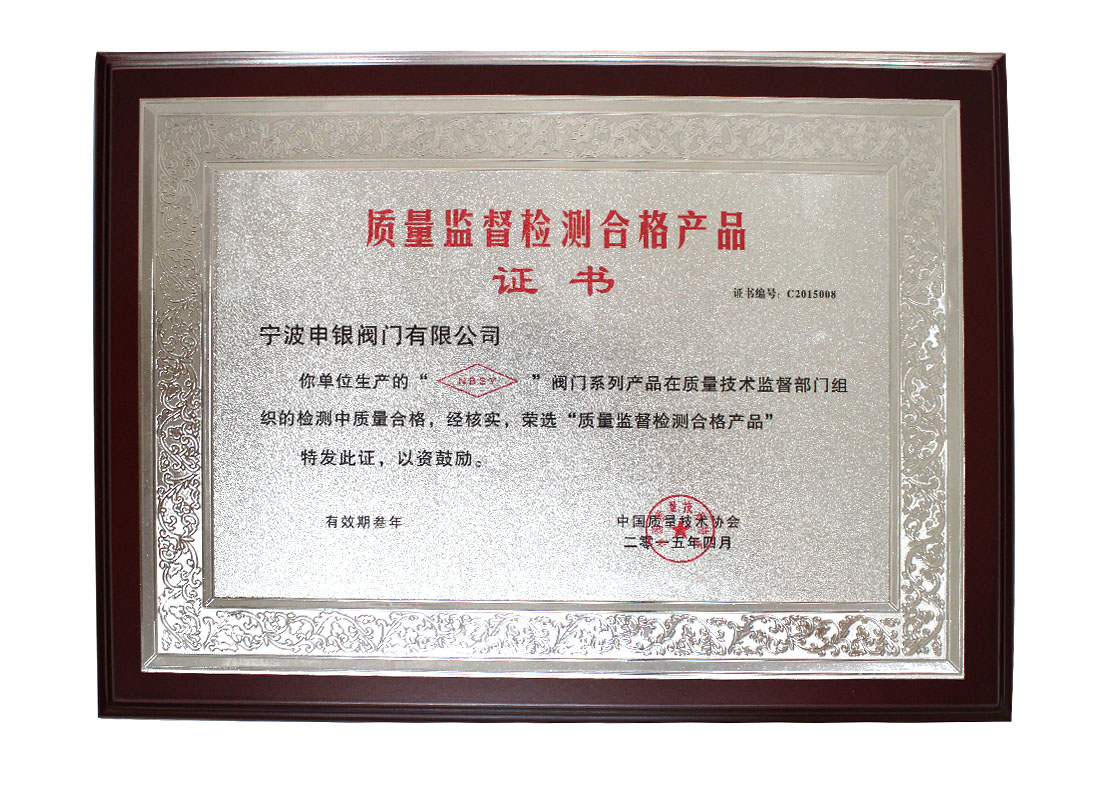 质量监督检测合格产品
证书
证书编号：C2015008
宁波申银阀门有限公司
你单位生产的“NBSY”阀门系列产品在质量技术监督部门组
织的检测中质量合格，经核实，荣选“质量监督检测合格产品”
特发此证，以资鼓励。
有效期叁年
中国质量技术协会
二零一五年四月